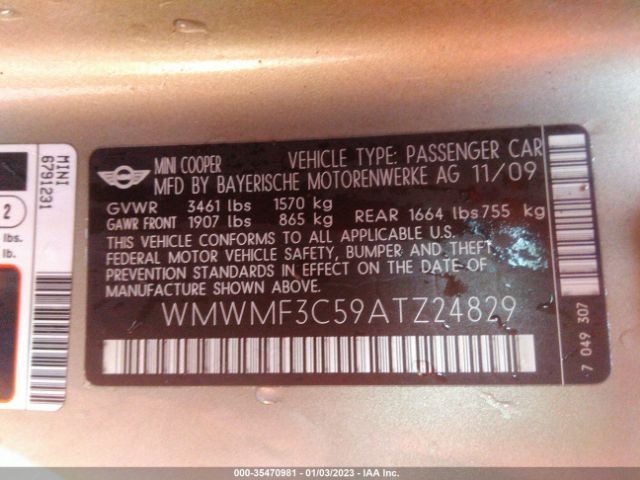 MINI COOPER VEHICLE TYPE: PASSENGER CAR
MFD BY BAYERISCHE MOTORENWERKE AG 11/09
GVWR 3461 lbs 1570 kg
GAWR FRONT 1907 lbs 865 kg REAR 1664 lbs 755 kg
THIS VEHICLE CONFORMS TO ALL APPLICABLE U.S.
FEDERAL MOTOR VEHICLE SAFETY, BUMPER AND THEFT
PREVENTION STANDARDS IN EFFECT ON THE DATE OF
MANUFACTURE SHOWN ABOVE.
WMWMF3C59ATZ24829
7 049 307
MINI
6791231
2
lbs.
lb.
000-35470981 - 01/03/2023 - IAA Inc.